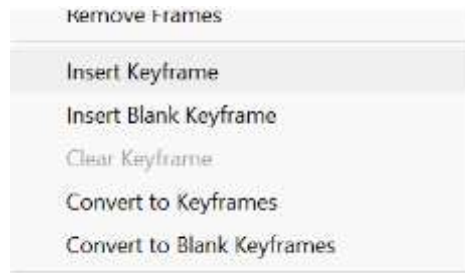 Remove Frames
Insert Keyframe
Insert Blank Keyframe
Clear Keyframe
Convert to Keyframes
Convert to Blank Keyframes